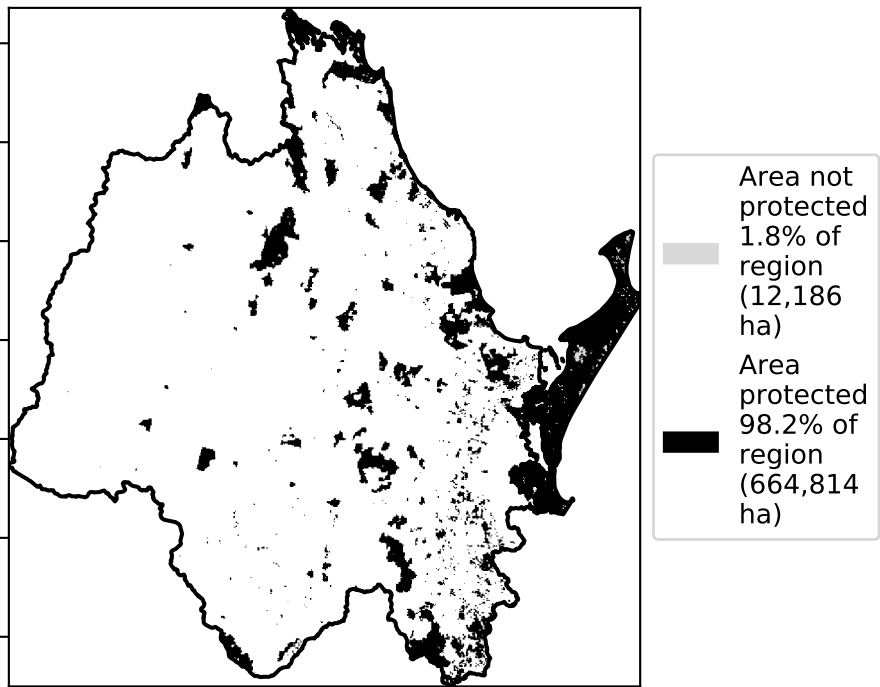 Area not
protected
1.8% of
region
(12,186
ha)
Area
protected
98.2% of
region
(664,814
ha)